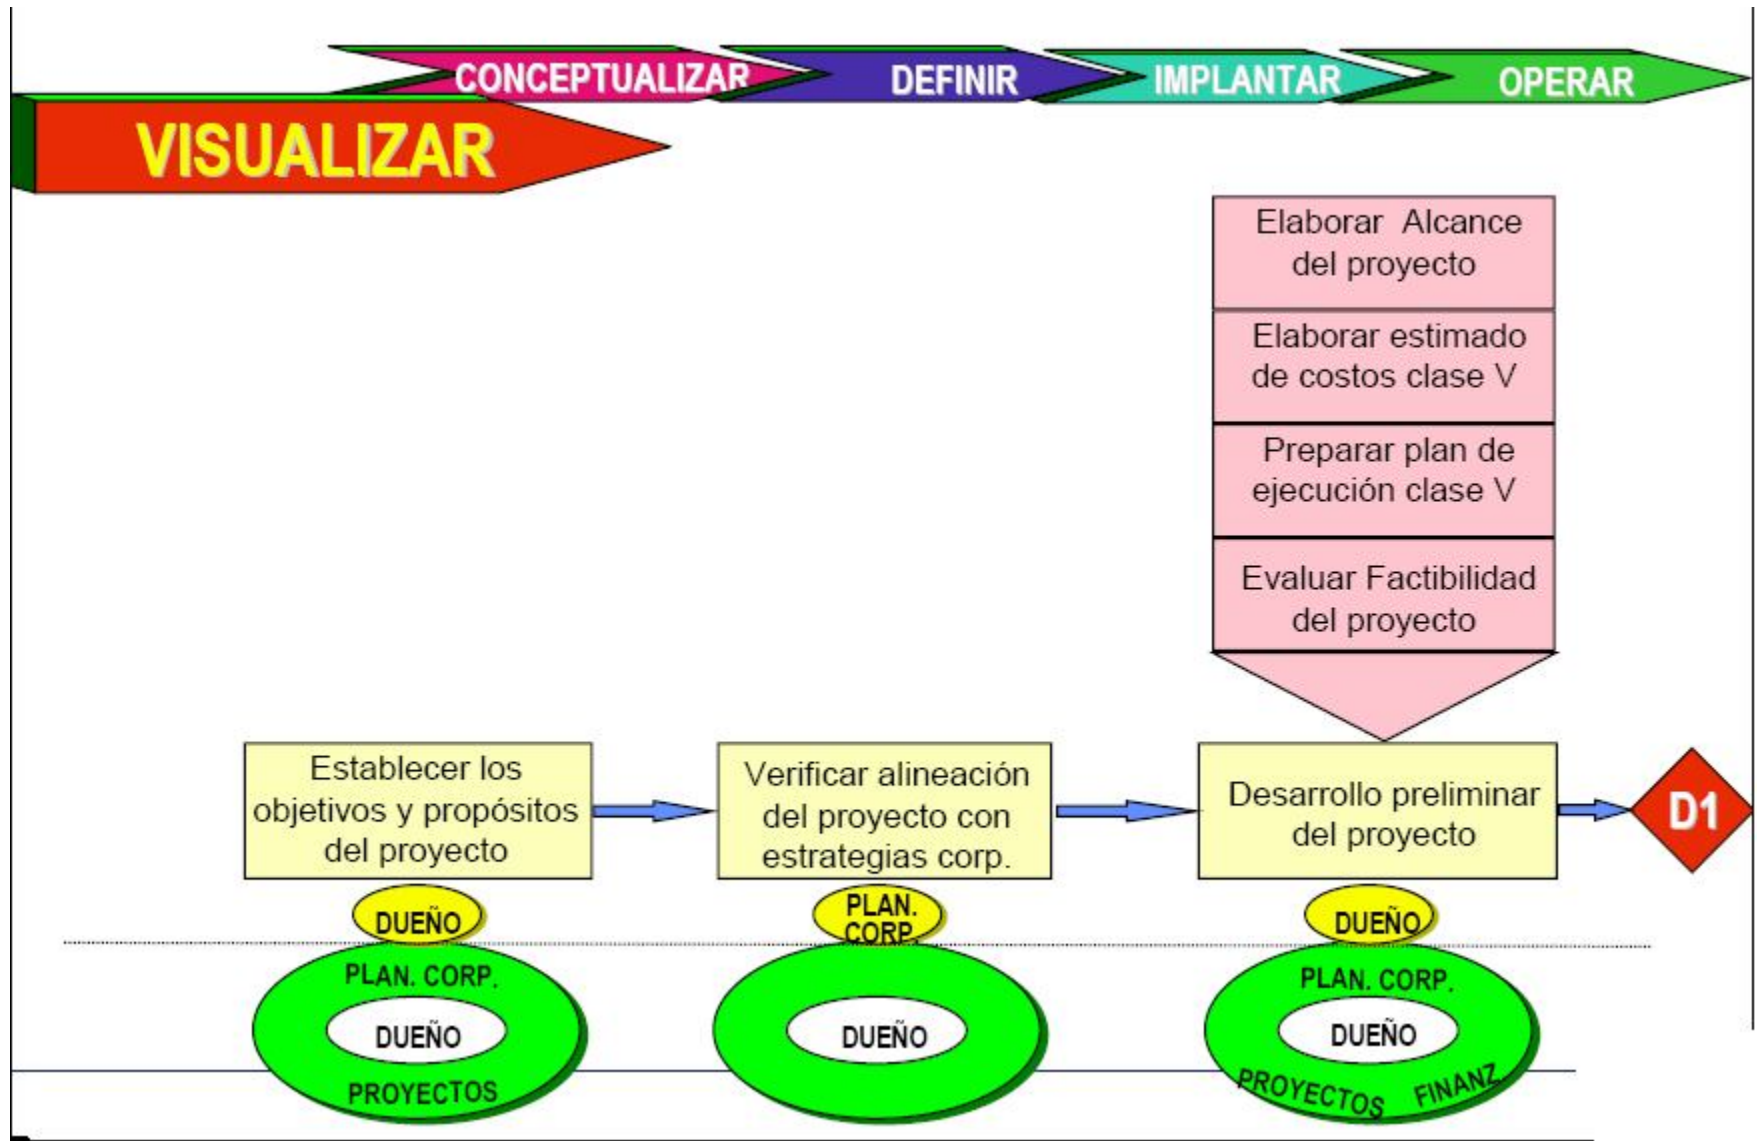 CONCEPTUALIZAR
DEFINIR
IMPLANTAR
OPERAR
VISUALIZAR
Elaborar Alcance
del proyecto
Elaborar estimado
de costos clase V
Preparar plan de
ejecución clase V
Evaluar Factibilidad
del proyecto
Establecer los
objetivos y propósitos
del proyecto
Verificar alineación
del proyecto con
estrategias corp.
Desarrollo preliminar
del proyecto
D1
DUEÑO
PLAN. CORP.
DUEÑO
PROYECTOS
PLAN.
CORP.
DUEÑO
DUEÑO
PLAN. CORP.
DUEÑO
PROYECTOS FINANZ